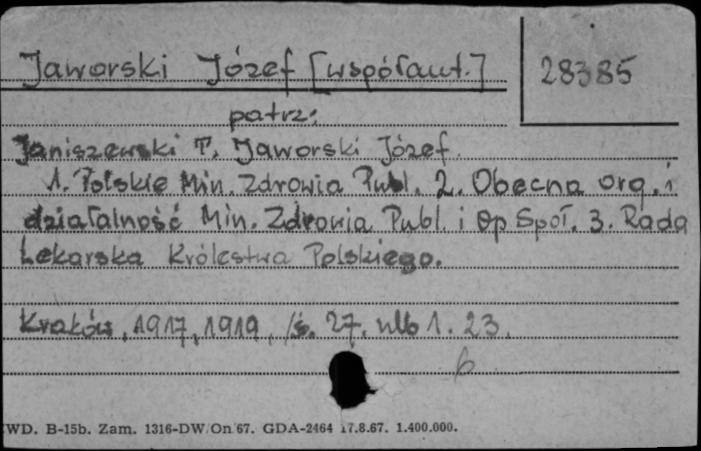 Jaworski Józef [współaut.]
28385
patrz:
Janiszewski T. Jaworski Józef.
1. Polskie Min. Zdrowia Publ. 2. Obecna org. i
działalność Min. Zdrowia Publ. i Op Społ. 3. Rada
Lekarska Królestwa Polskiego.
Kraków, 1917, 1919, /s. 27, nlb 1. 23.
6
WD. B-15b. Zam. 1316-DW/On/67. GDA-2464 17.8.67. 1.400.000.